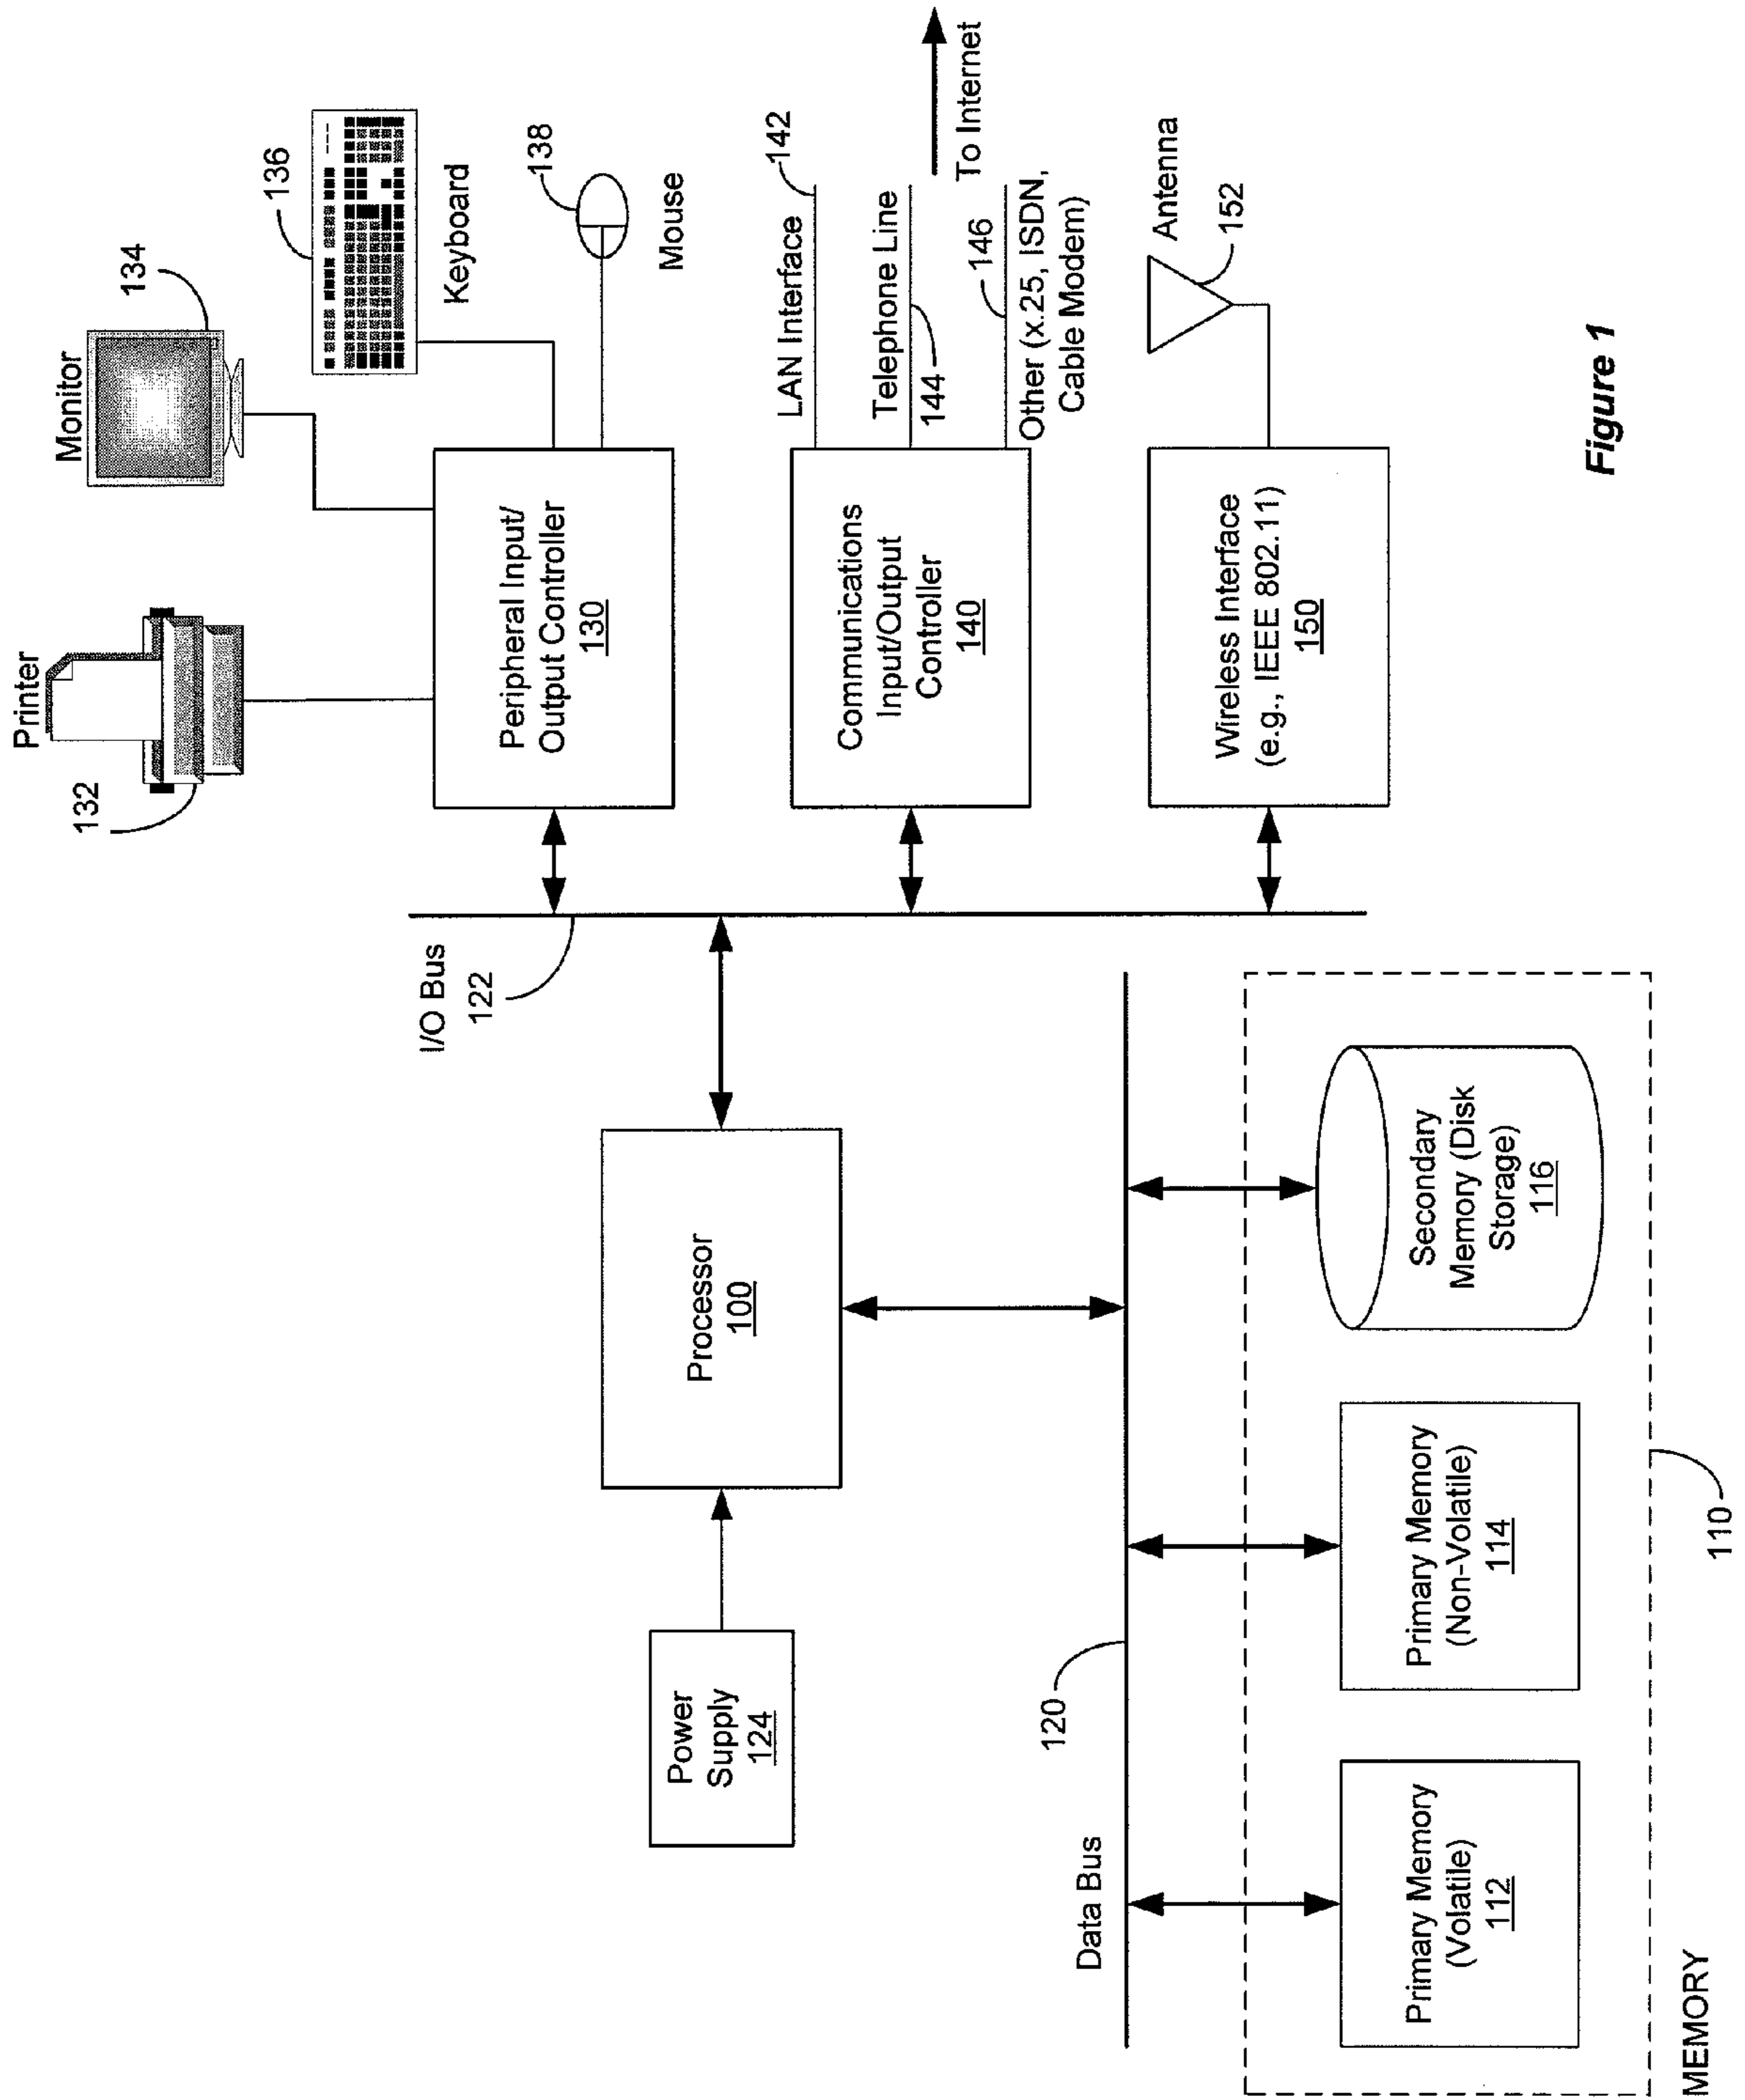 Printer
132
Monitor
134
136
Keyboard
138
Mouse
Peripheral Input/
Output Controller
130
I/O Bus
122
LAN Interface
142
Telephone Line
144
To Internet
146
Other (x.25, ISDN,
Cable Modem)
Communications
Input/Output
Controller
140
Antenna
152
Wireless Interface
(e.g., IEEE 802.11)
150
Processor
100
Power
Supply
124
Data Bus
120
Primary Memory
(Volatile)
112
Primary Memory
(Non-Volatile)
114
Secondary
Memory (Disk
Storage)
116
MEMORY
110
Figure 1